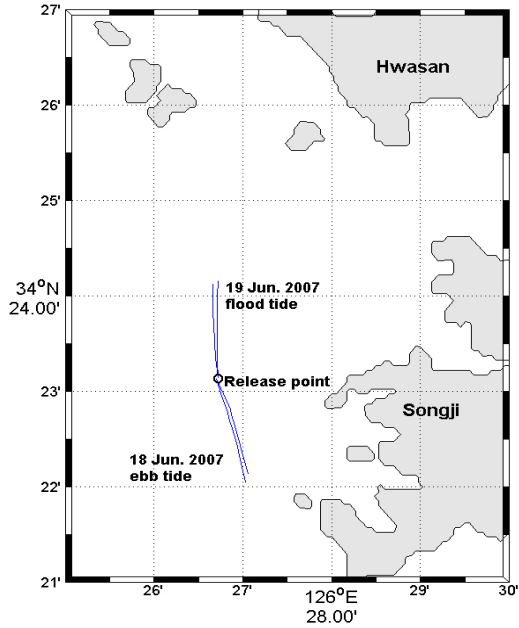 27'
Hwasan
26'
25'
34°N
24.00'
19 Jun. 2007
flood tide
23'
Release point
Songji
18 Jun. 2007
ebb tide
22'
21'
26'
27'
126°E
28.00'
29'
30'